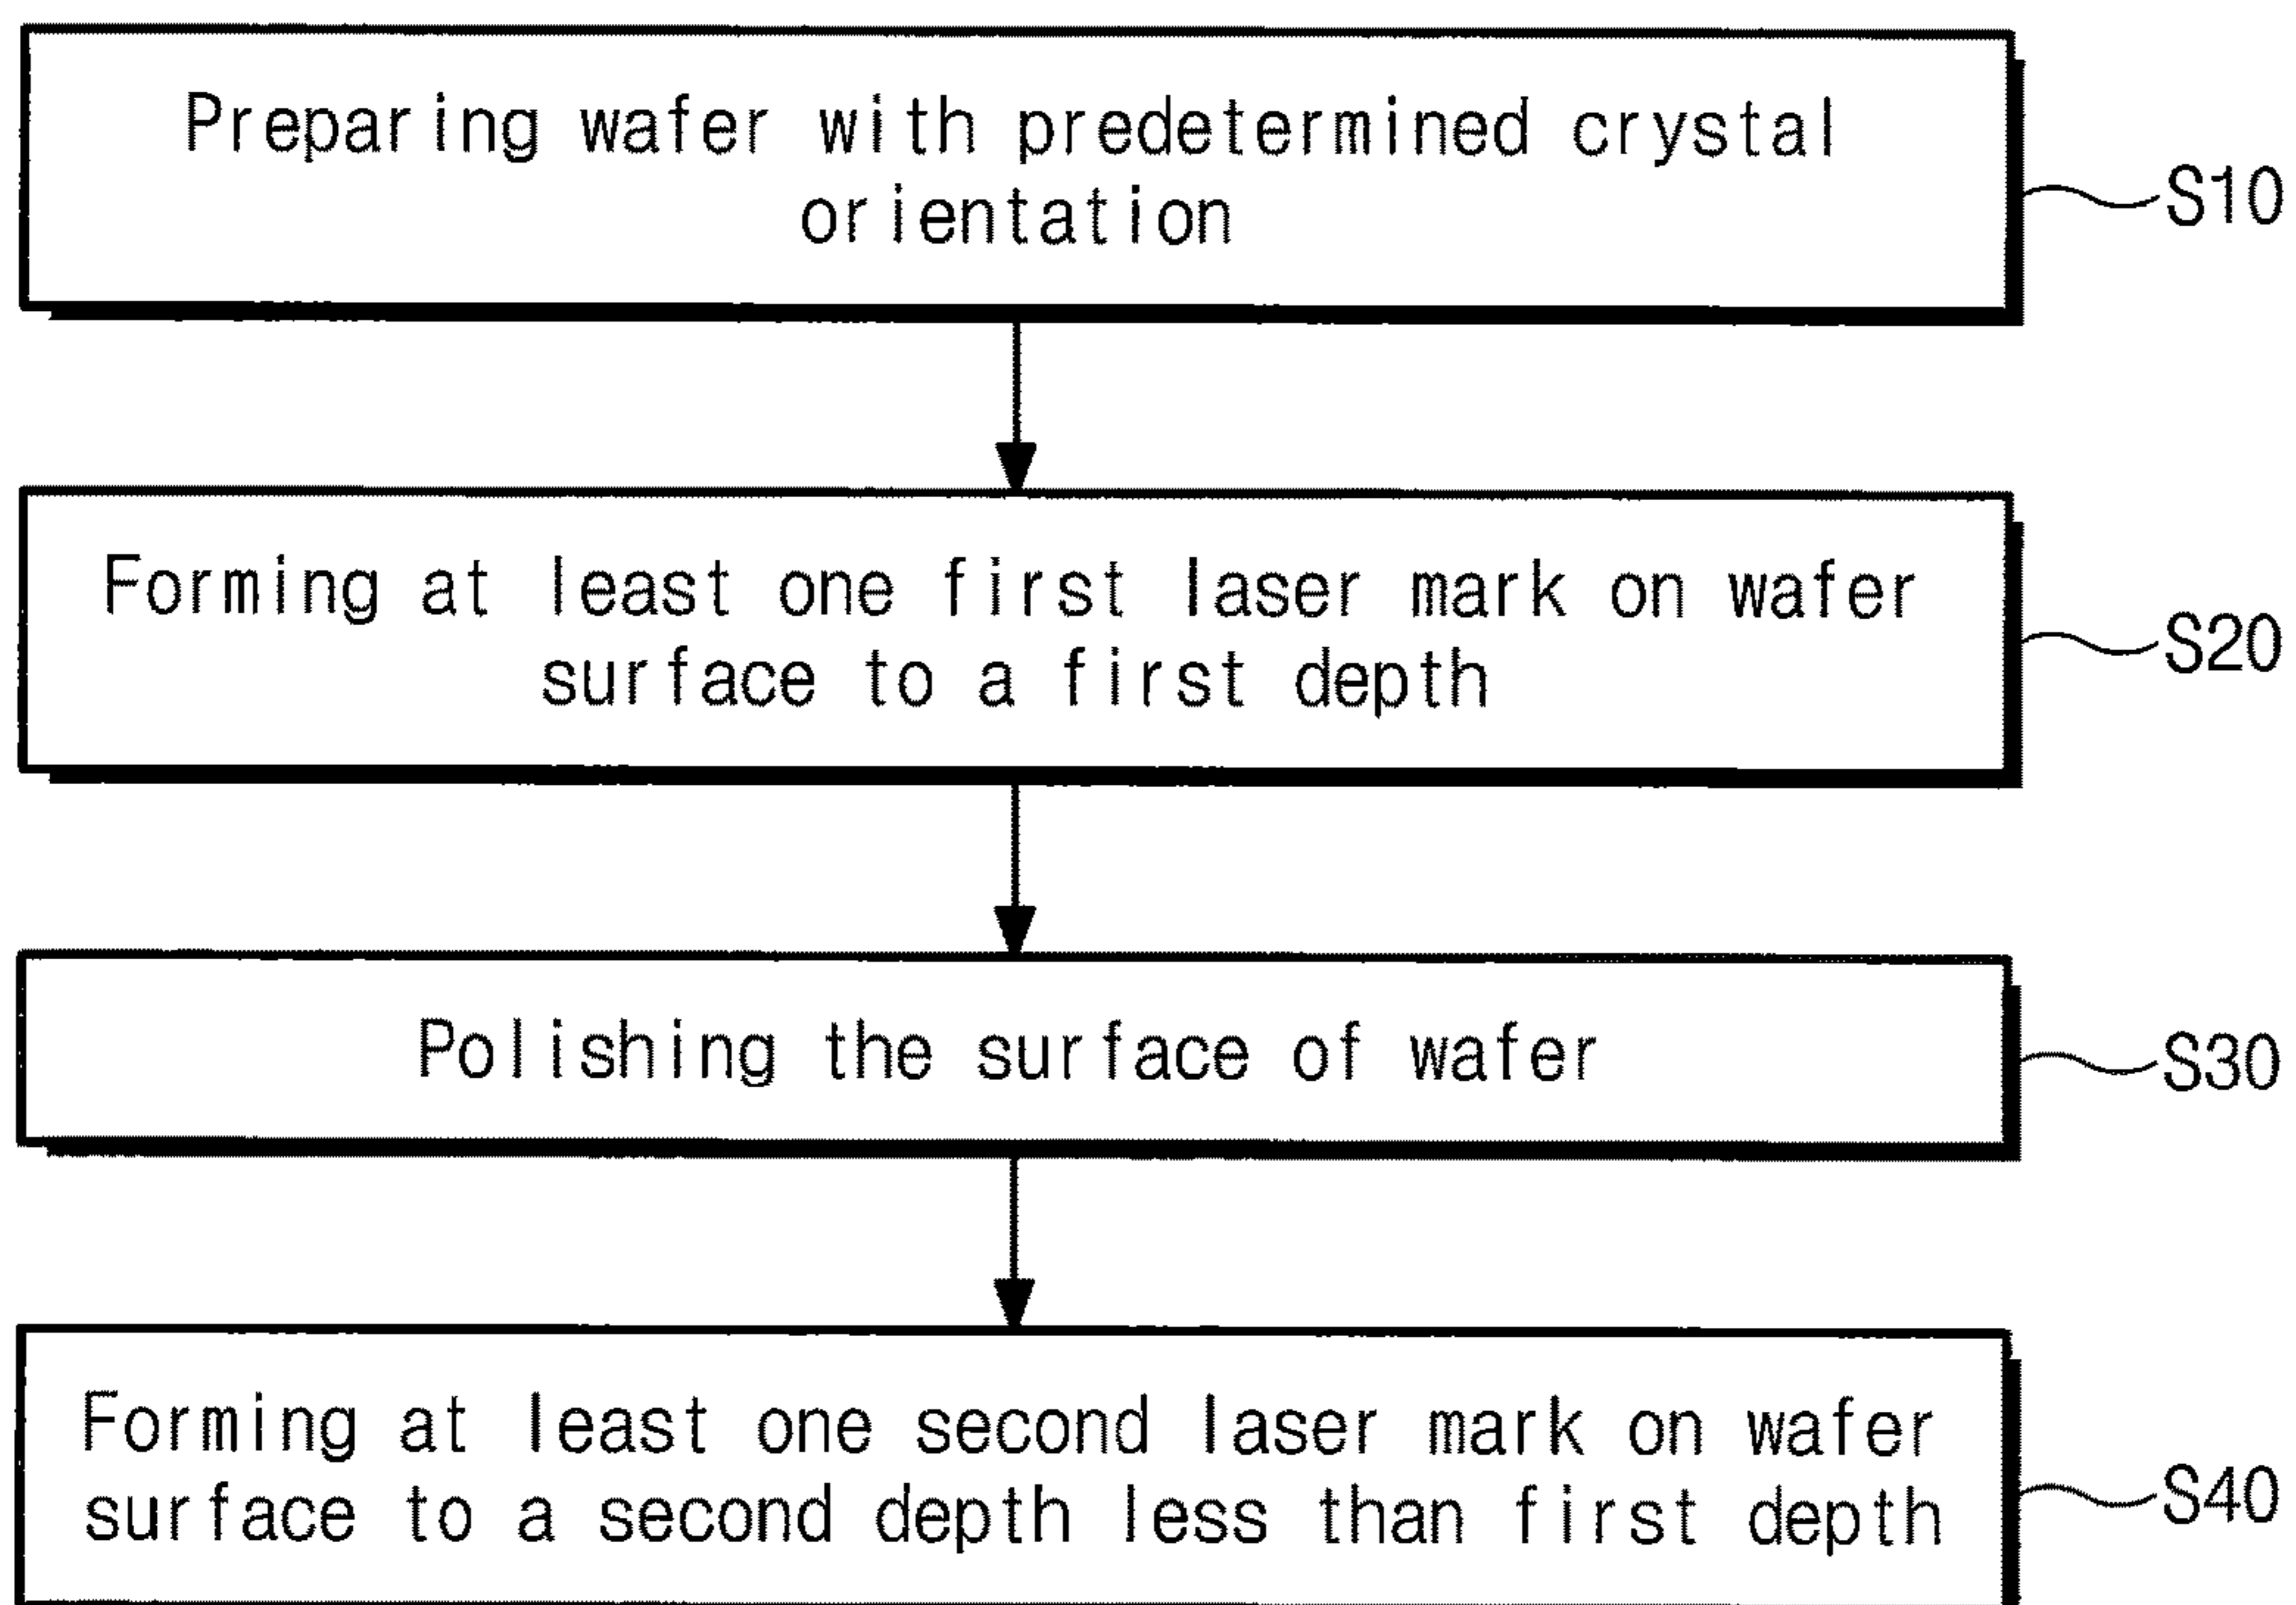 Preparing wafer with predetermined crystal
orientation
S10
Forming at least one first laser mark on wafer
surface to a first depth
S20
Polishing the surface of wafer
S30
Forming at least one second laser mark on wafer
surface to a second depth less than first depth
S40